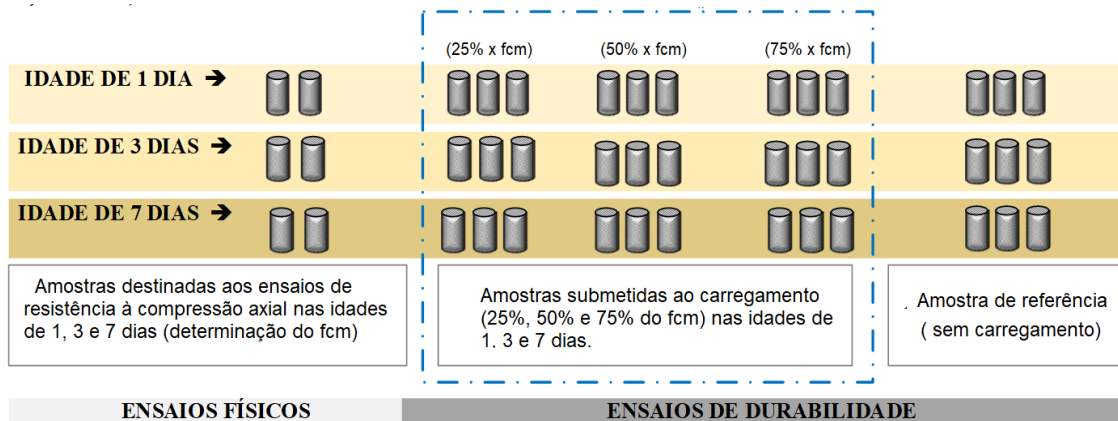 (25% x fcm) (50% x fcm) (75% x fcm)
IDADE DE 1 DIA ➔
IDADE DE 3 DIAS ➔
IDADE DE 7 DIAS ➔
Amostras destinadas aos ensaios de
resistência à compressão axial nas idades
de 1, 3 e 7 dias (determinação do fcm)
Amostras submetidas ao carregamento
(25%, 50% e 75% do fcm) nas idades de
1, 3 e 7 dias.
Amostra de referência
( sem carregamento)
ENSAIOS FÍSICOS ENSAIOS DE DURABILIDADE